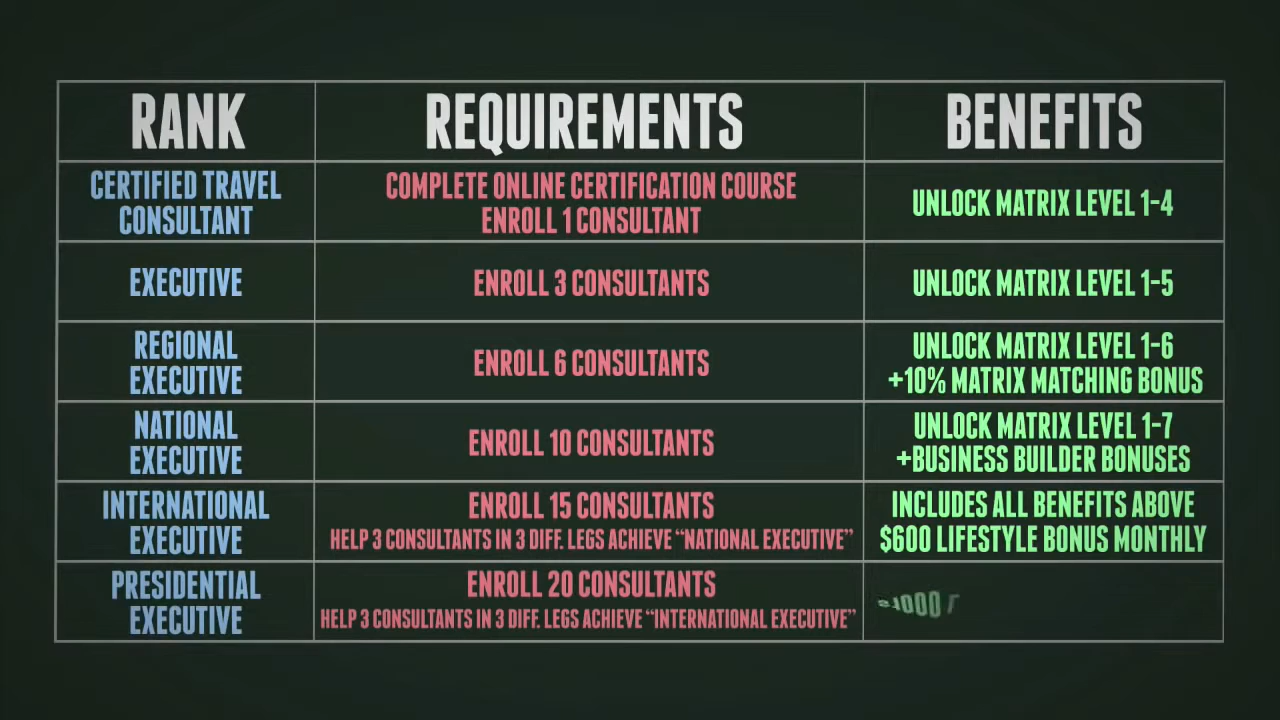 RANK
REQUIREMENTS
BENEFITS
CERTIFIED TRAVEL
CONSULTANT
COMPLETE ONLINE CERTIFICATION COURSE
ENROLL 1 CONSULTANT
UNLOCK MATRIX LEVEL 1-4
EXECUTIVE
ENROLL 3 CONSULTANTS
UNLOCK MATRIX LEVEL 1-5
REGIONAL
EXECUTIVE
ENROLL 6 CONSULTANTS
UNLOCK MATRIX LEVEL 1-6
+10% MATRIX MATCHING BONUS
NATIONAL
EXECUTIVE
ENROLL 10 CONSULTANTS
UNLOCK MATRIX LEVEL 1-7
+BUSINESS BUILDER BONUSES
INTERNATIONAL
EXECUTIVE
ENROLL 15 CONSULTANTS
HELP 3 CONSULTANTS IN 3 DIFF. LEGS ACHIEVE “NATIONAL EXECUTIVE”
INCLUDES ALL BENEFITS ABOVE
$600 LIFESTYLE BONUS MONTHLY
PRESIDENTIAL
EXECUTIVE
ENROLL 20 CONSULTANTS
HELP 3 CONSULTANTS IN 3 DIFF. LEGS ACHIEVE “INTERNATIONAL EXECUTIVE”